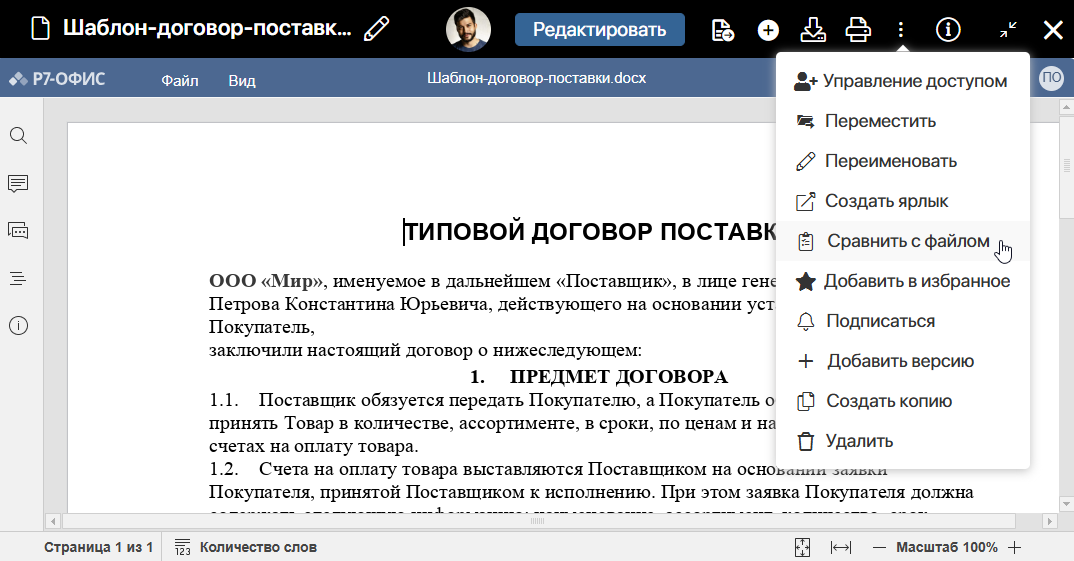 Шаблон-договор-поставк...
Редактировать
Р7-ОФИС
Файл
Вид
Шаблон-договор-поставки.docx
ПО
Управление доступом
Переместить
Переименовать
Создать ярлык
Сравнить с файлом
Добавить в избранное
Подписаться
Добавить версию
Создать копию
Удалить
ТИПОВОЙ ДОГОВОР ПОСТАВК
ООО «Мир», именуемое в дальнейшем «Поставщик», в лице гене
Петрова Константина Юрьевича, действующего на основании уст
Покупатель,
заключили настоящий договор о нижеследующем:
1. ПРЕДМЕТ ДОГОВОРА
1.1. Поставщик обязуется передать Покупателю, а Покупатель о
принять Товар в количестве, ассортименте, в сроки, по ценам и на
счетах на оплату товара.
1.2. Счета на оплату товара выставляются Поставщиком на основании заявки
Покупателя, принятой Поставщиком к исполнению. При этом заявка Покупателя должна
Страница 1 из 1
123
Количество слов
Масштаб 100%